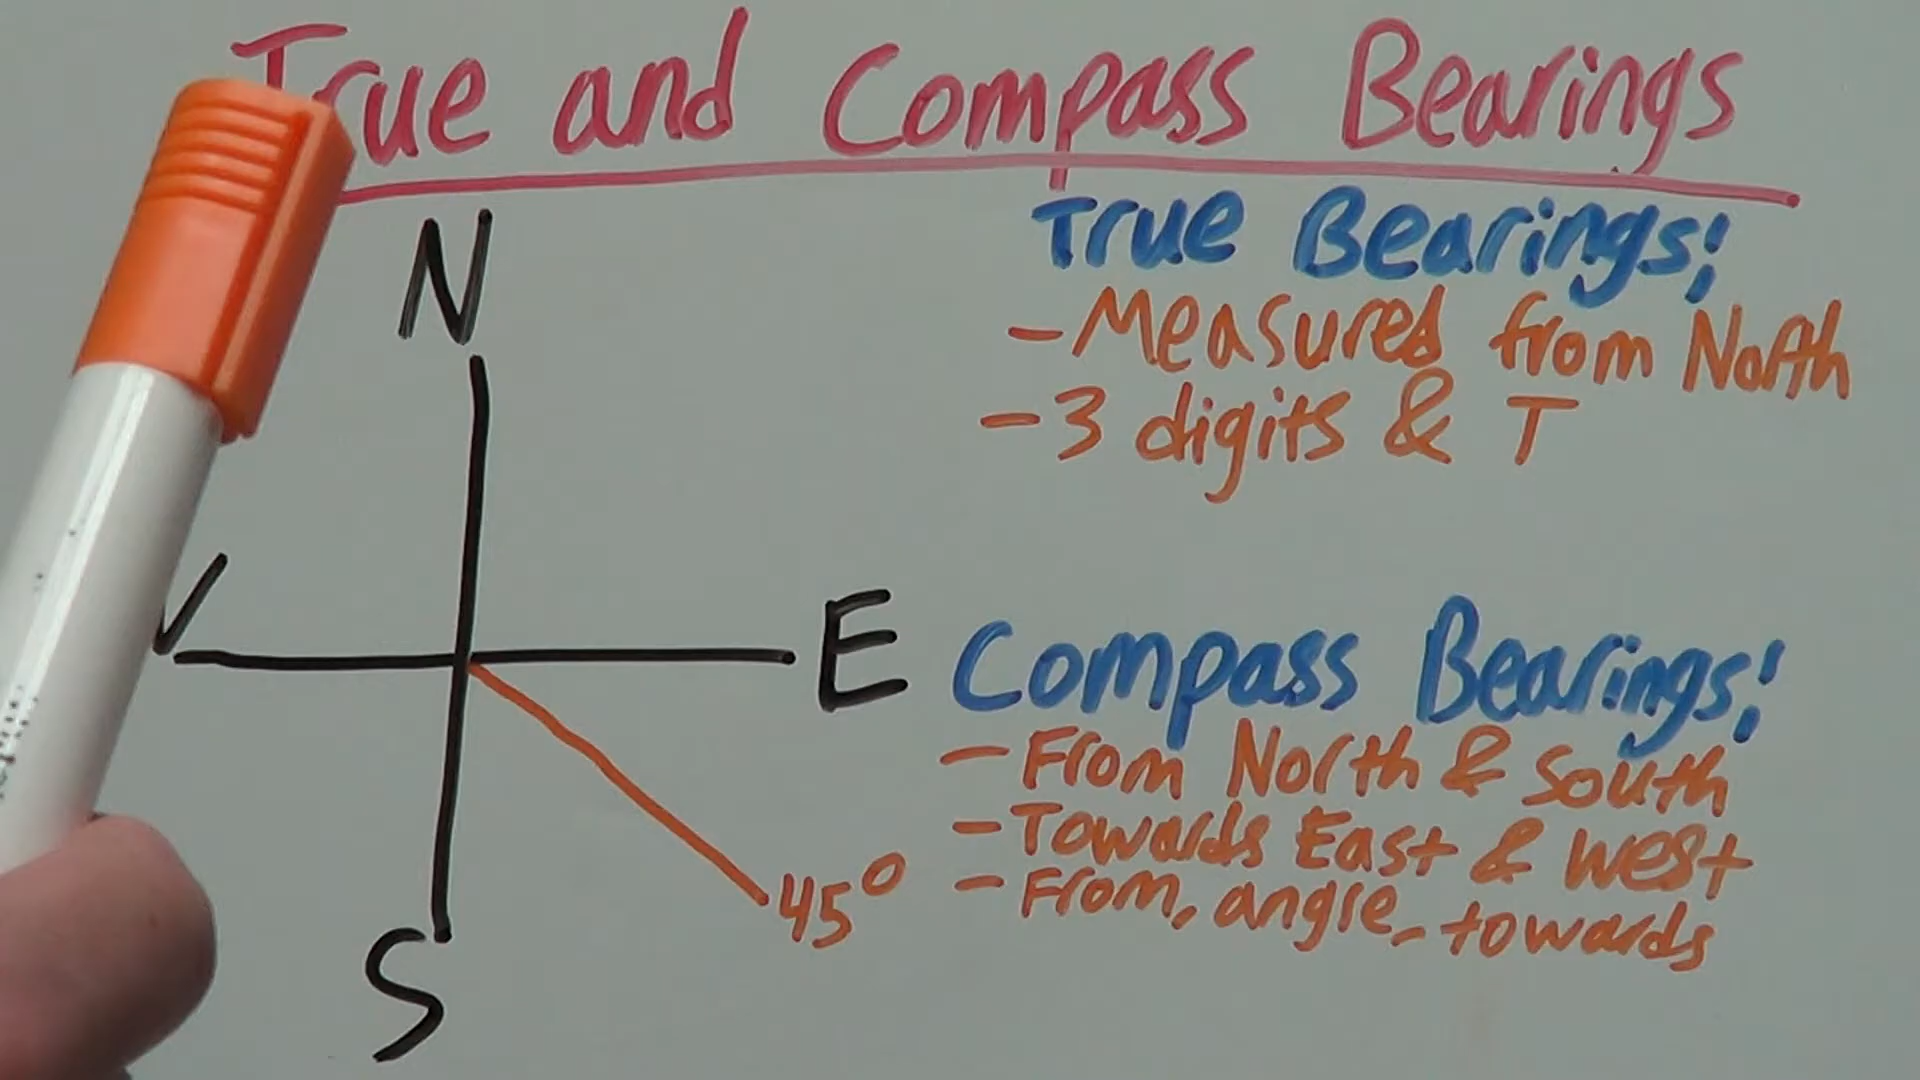 True and Compass Bearings
True Bearings:
- Measured from North
- 3 digits & T
N
W
E
S
45°
Compass Bearings:
- From North & South
- Towards East & West
- From, angle, towards